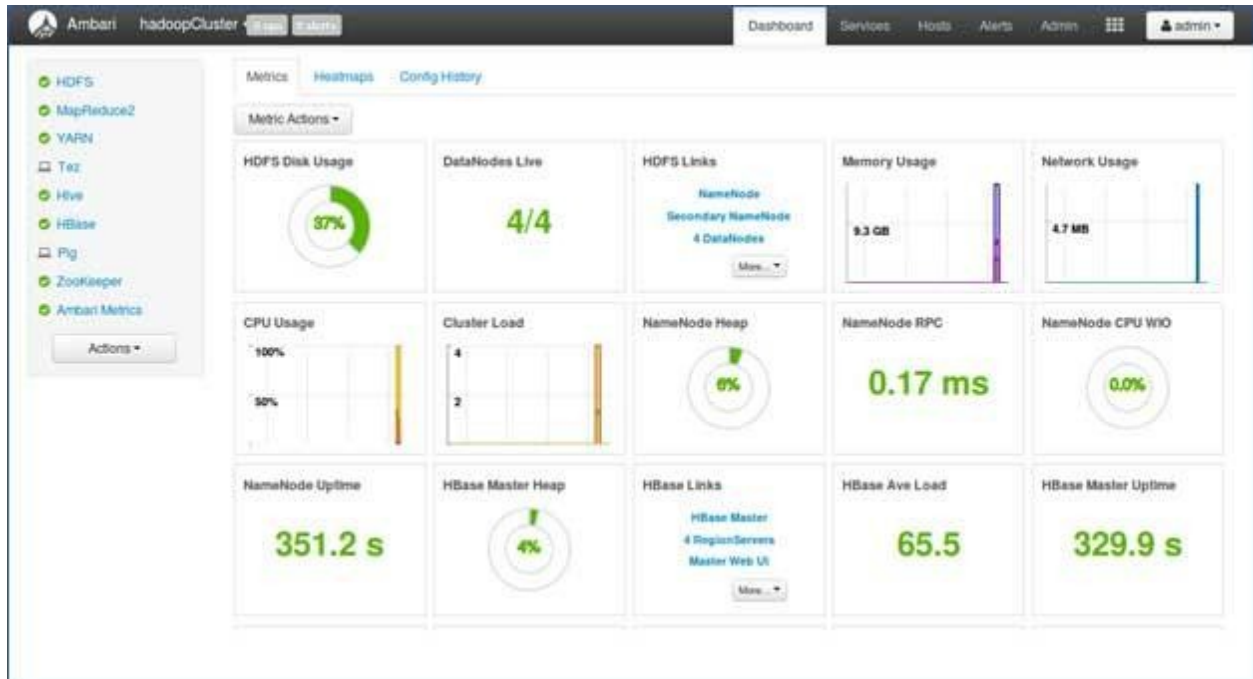 Ambari hadoopCluster
Dashboard Services Hosts Alerts Admin admin
HDFS
MapReduce2
YARN
Tez
Hive
HBase
Pig
ZooKeeper
Ambari Metrics
Actions
Metrics Heatmaps Config History
Metric Actions
HDFS Disk Usage
37%
DataNodes Live
4/4
HDFS Links
NameNode
Secondary NameNode
4 DataNodes
More...
Memory Usage
9.3 GB
Network Usage
4.7 MB
CPU Usage
100%
50%
Cluster Load
4
2
NameNode Heap
6%
NameNode RPC
0.17 ms
NameNode CPU WIO
0.0%
NameNode Uptime
351.2 s
HBase Master Heap
4%
HBase Links
HBase Master
4 RegionServers
Master Web UI
More...
HBase Ave Load
65.5
HBase Master Uptime
329.9 s